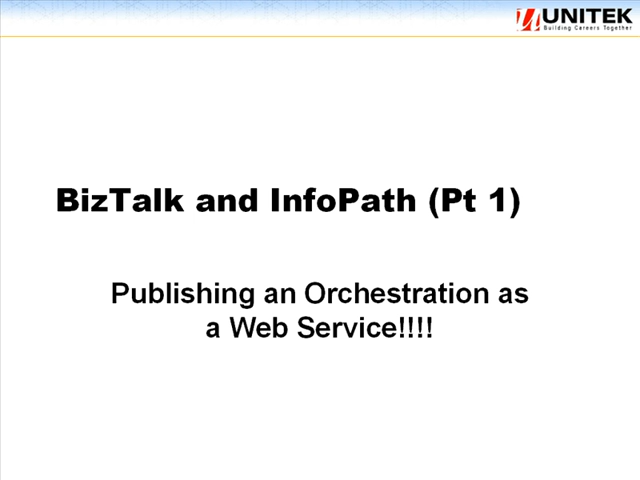 UNITEK
Building Careers Together
BizTalk and InfoPath (Pt 1)
Publishing an Orchestration as
a Web Service!!!!